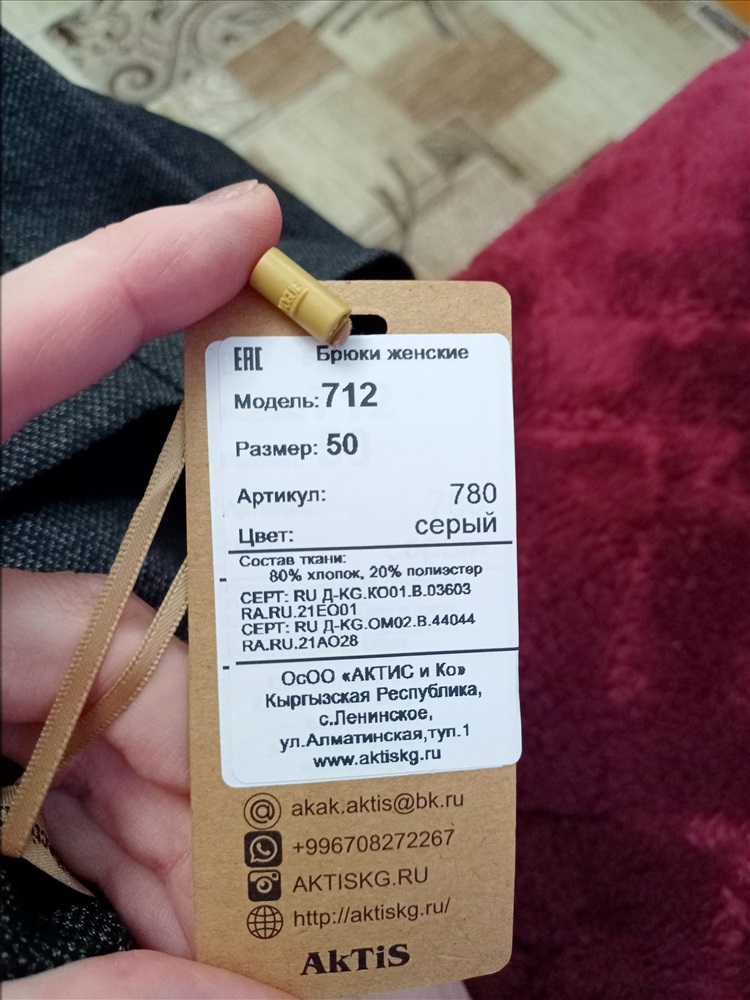 EAC Брюки женские
Модель: 712
Размер: 50
Артикул: 780
Цвет: серый
Состав ткани:
80% хлопок, 20% полиэстер
СЕРТ: RU Д-KG.КО01.В.03603
RA.RU.21ЕО01
СЕРТ: RU Д-KG.ОМ02.В.44044
RA.RU.21АО28
ОсОО «АКТИС и Ко»
Кыргызская Республика,
с.Ленинское,
ул.Алматинская,туп.1
www.aktiskg.ru
akak.aktis@bk.ru
+996708272267
AKTISKG.RU
http://aktiskg.ru/
AkTiS